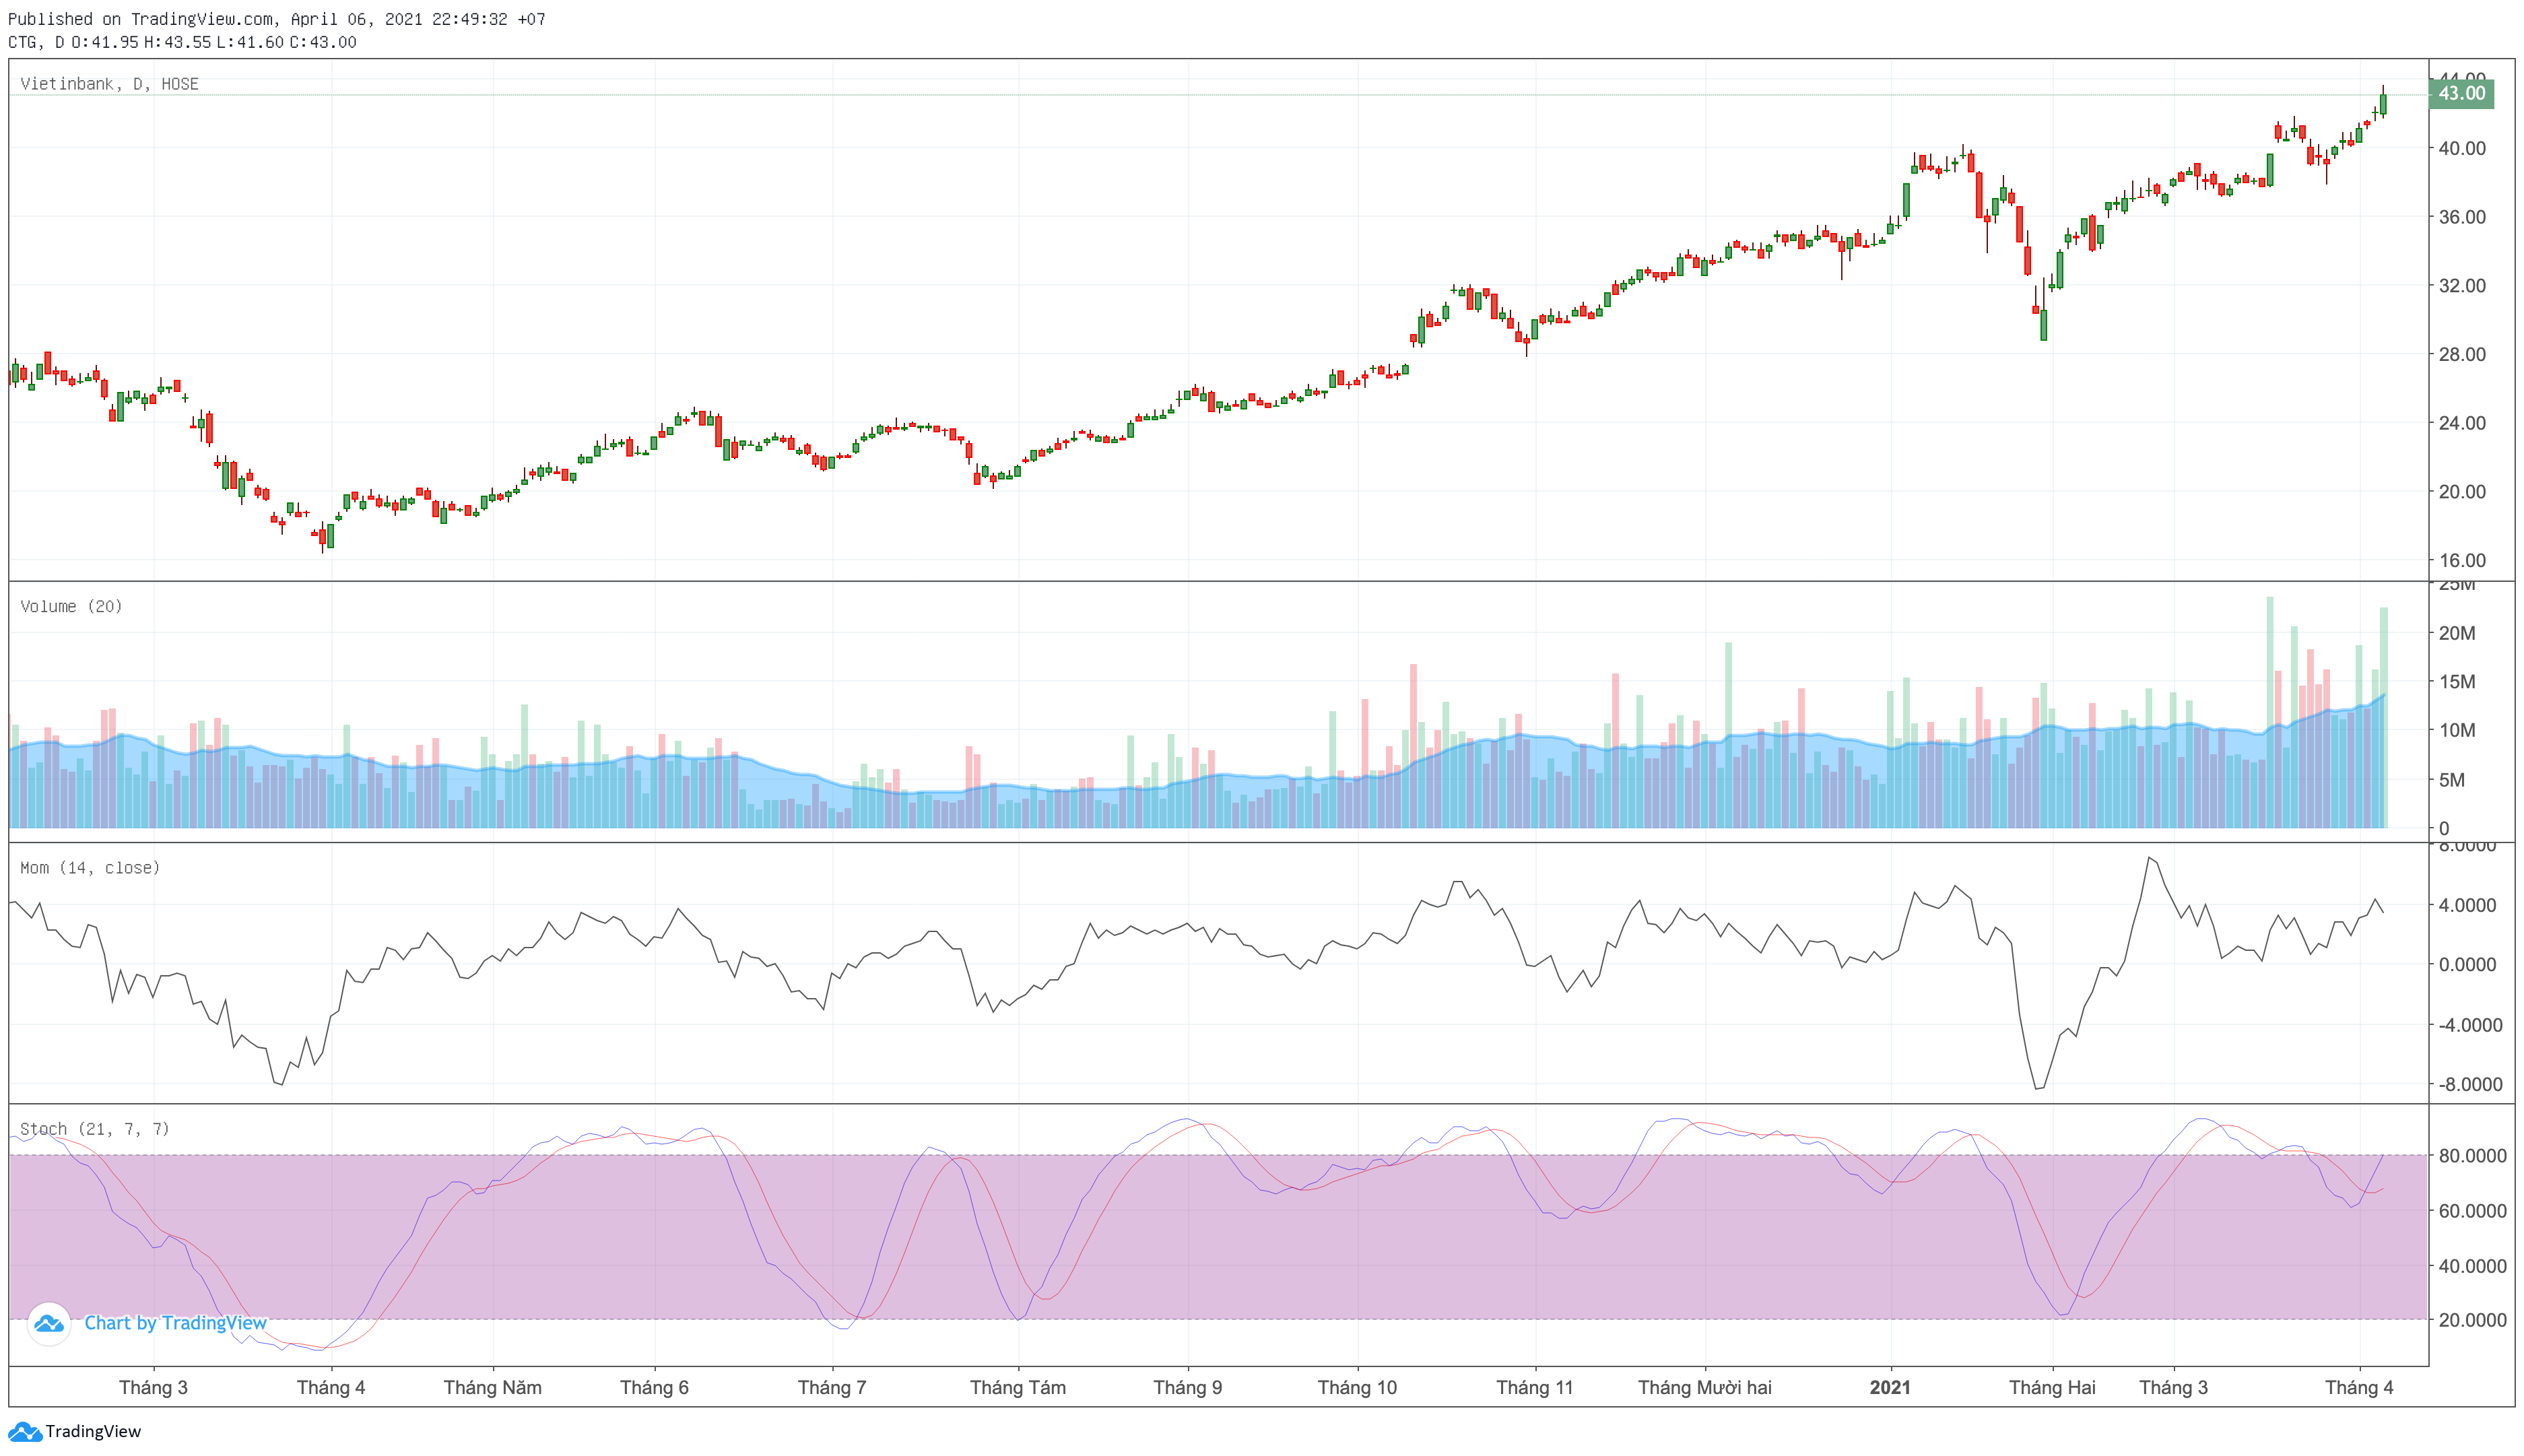 Published on TradingView.com, April 06, 2021 22:49:32 +07
CTG, D O:41.95 H:43.55 L:41.60 C:43.00
Vietinbank, D, HOSE
44.00
43.00
40.00
36.00
32.00
28.00
24.00
20.00
16.00
Volume (20)
25M
20M
15M
10M
5M
0
Mom (14, close)
8.0000
4.0000
0.0000
-4.0000
-8.0000
Stoch (21, 7, 7)
80.0000
60.0000
40.0000
20.0000
Chart by TradingView
Tháng 3 Tháng 4 Tháng Năm Tháng 6 Tháng 7 Tháng Tám Tháng 9 Tháng 10 Tháng 11 Tháng Mười hai 2021 Tháng Hai Tháng 3 Tháng 4
TradingView